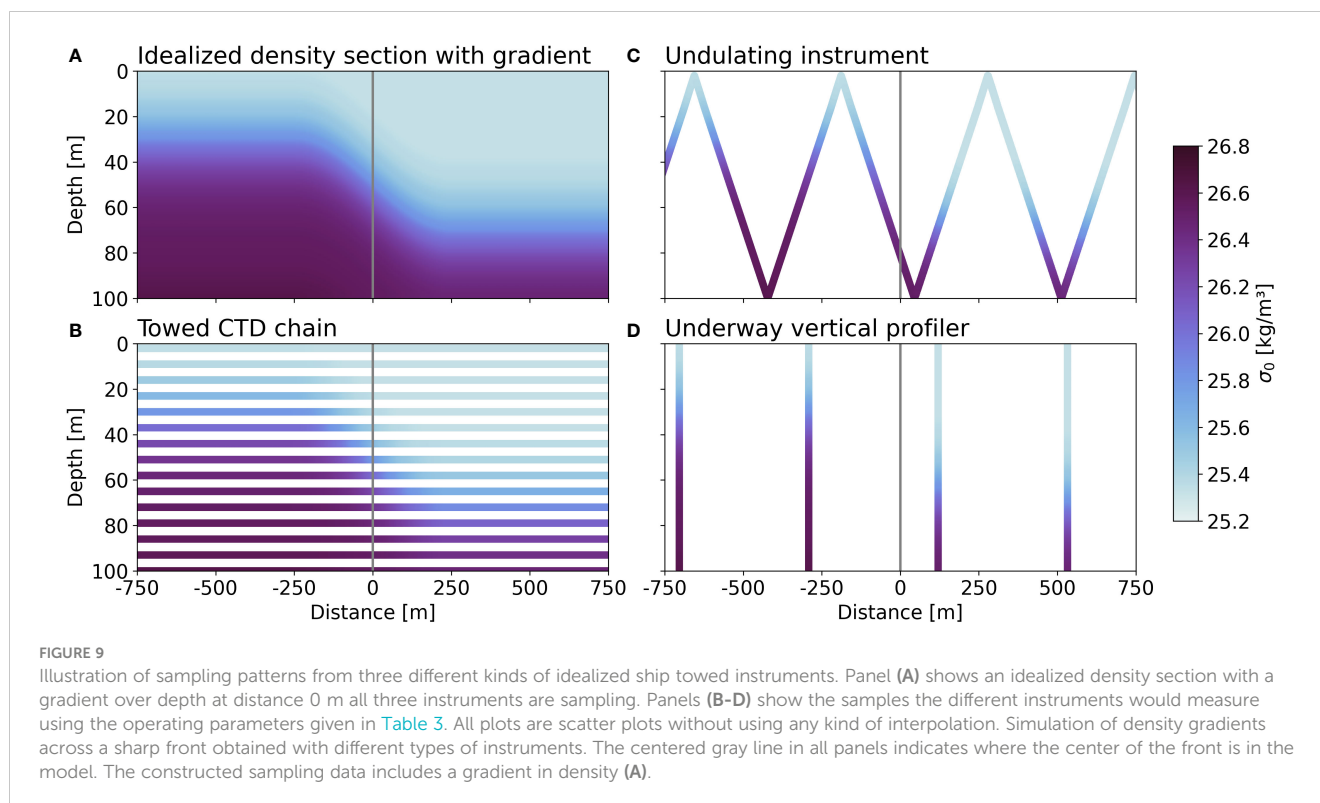 A
Idealized density section with gradient
0
20
40
60
80
100
Depth [m]
C
Undulating instrument
B
Towed CTD chain
0
20
40
60
80
100
Depth [m]
-750 -500 -250 0 250 500 750
Distance [m]
D
Underway vertical profiler
-750 -500 -250 0 250 500 750
Distance [m]
26.8
26.6
26.4
26.2
26.0
25.8
25.6
25.4
25.2
σ₀ [kg/m³]
FIGURE 9
Illustration of sampling patterns from three different kinds of idealized ship towed instruments. Panel (A) shows an idealized density section with a
gradient over depth at distance 0 m all three instruments are sampling. Panels (B-D) show the samples the different instruments would measure
using the operating parameters given in Table 3. All plots are scatter plots without using any kind of interpolation. Simulation of density gradients
across a sharp front obtained with different types of instruments. The centered gray line in all panels indicates where the center of the front is in the
model. The constructed sampling data includes a gradient in density (A).